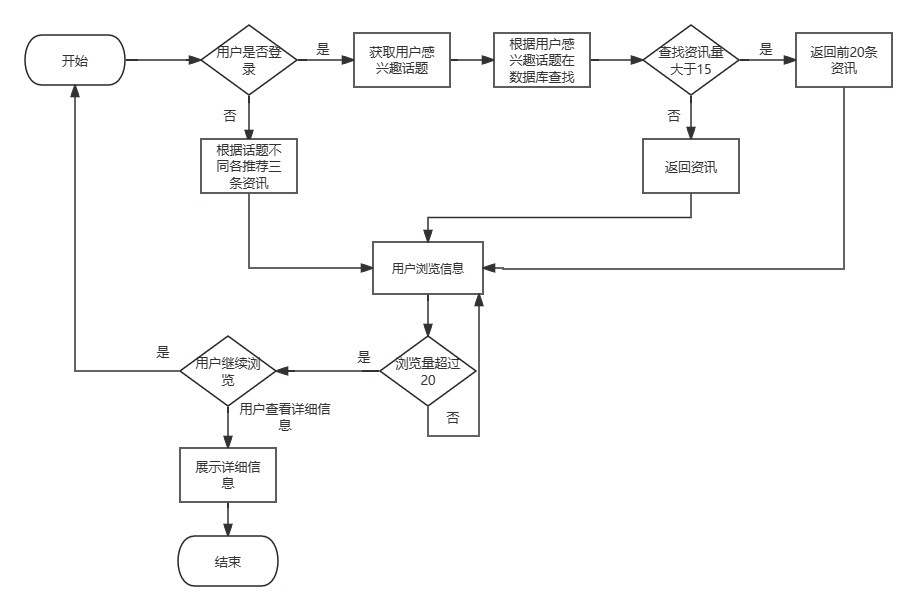 开始
用户是否登
录
是
获取用户感
兴趣话题
根据用户感
兴趣话题在
数据库查找
查找资讯量
大于15
是
返回前20条
资讯
否
根据话题不
同各推荐三
条资讯
否
返回资讯
用户浏览信息
是
用户继续浏
览
是
浏览量超过
20
用户查看详细信
息
否
展示详细信
息
结束